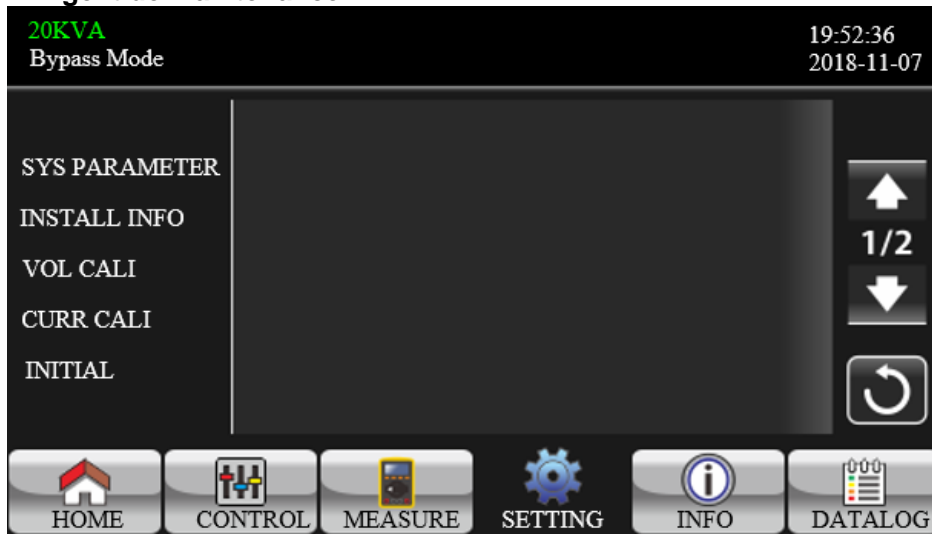 20KVA
Bypass Mode
19:52:36
2018-11-07
SYS PARAMETER
INSTALL INFO
VOL CALI
CURR CALI
INITIAL
1/2
HOME
CONTROL
MEASURE
SETTING
INFO
DATALOG